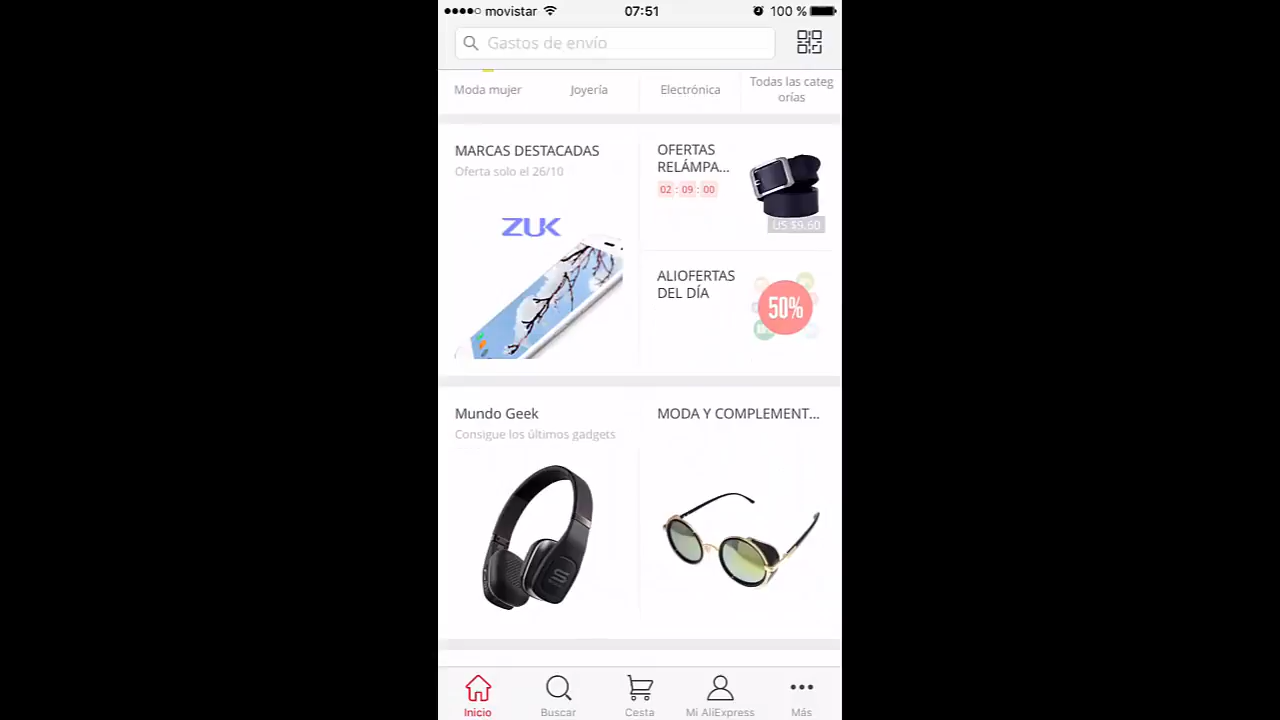 movistar
07:51
100 %
Gastos de envío
Moda mujer
Joyería
Electrónica
Todas las categ
orías
MARCAS DESTACADAS
Oferta solo el 26/10
ZUK
OFERTAS
RELÁMPA...
02 : 09 : 00
US $9.60
ALIOFERTAS
DEL DÍA
50%
Mundo Geek
Consigue los últimos gadgets
MODA Y COMPLEMENT...
Inicio
Buscar
Cesta
Mi AliExpress
Más